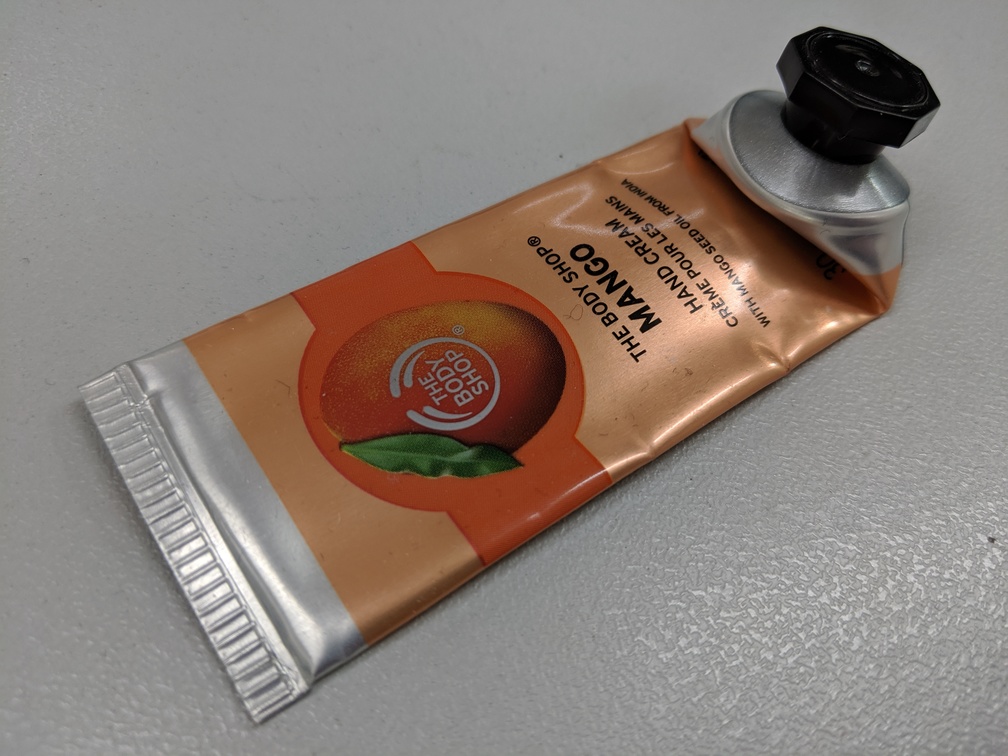 THE
BODY
SHOP®
THE BODY SHOP®
MANGO
HAND CREAM
CRÈME POUR LES MAINS
WITH MANGO SEED OIL FROM INDIA
30